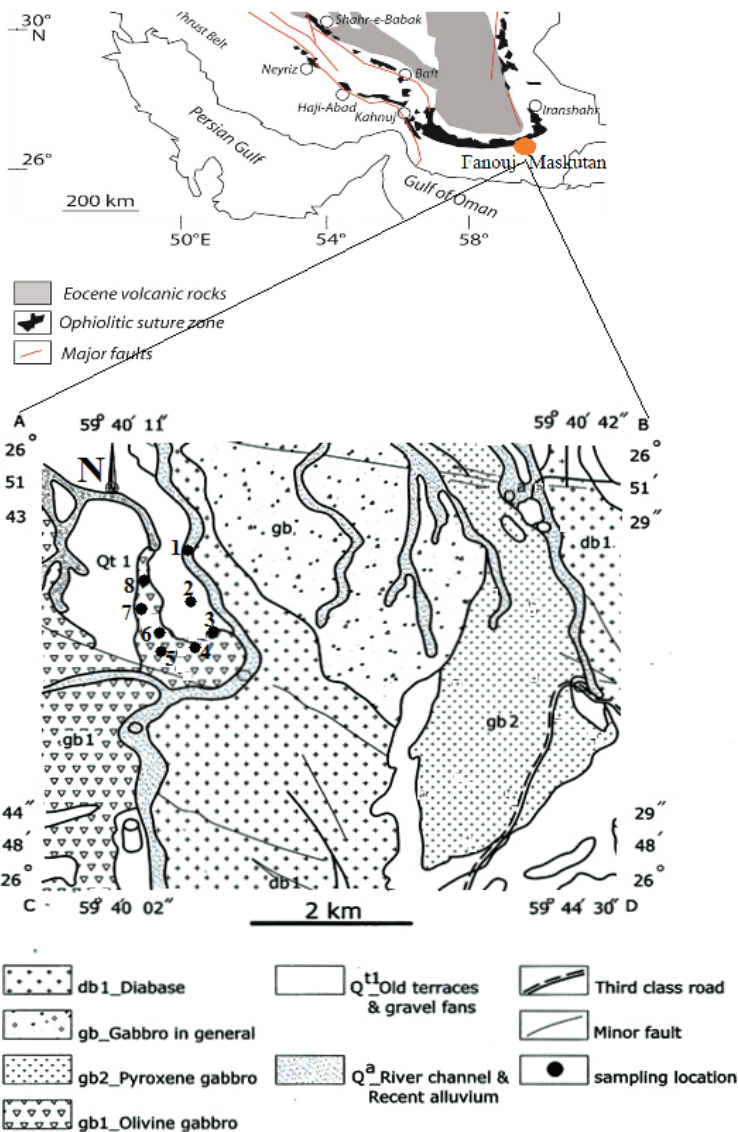 30°
N
Thrust Belt
Shahr-e-Babak
Neyriz
Baft
Haji-Abad
Kahnuj
Iranshahr
Persian Gulf
26°
Fanouj- Maskutan
Gulf of Oman
200 km
50°E
54°
58°
Eocene volcanic rocks
Ophiolitic suture zone
Major faults
A
59° 40′ 11″
59° 40′ 42″
B
26°
51
43
N
26°
51′
29″
gb
Qt 1
Q a
db1
1
2
3
4
5
6
7
8
gb1
gb2
db1
44″
48′
26°
29″
48′
26°
C -
59° 40′ 02″
2 km
59° 44′ 30″
D
db1_Diabase
gb_Gabbro in general
gb2_Pyroxene gabbro
gb1_Olivine gabbro
Qt1_Old terraces
& gravel fans
Qa_River channel &
Recent alluvium
Third class road
Minor fault
sampling location